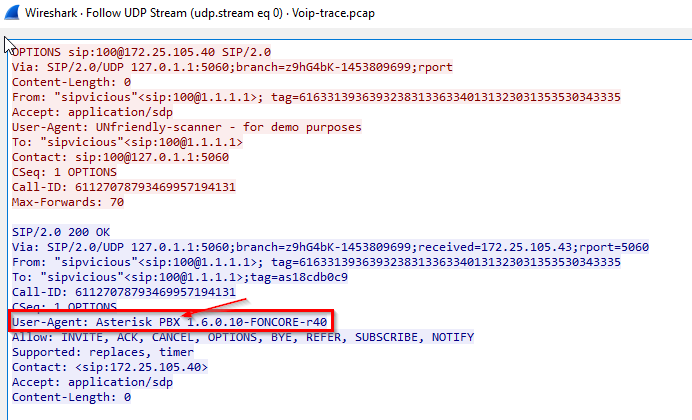 Wireshark · Follow UDP Stream (udp.stream eq 0) · Voip-trace.pcap
OPTIONS sip:100@172.25.105.40 SIP/2.0
Via: SIP/2.0/UDP 127.0.1.1:5060;branch=z9hG4bK-1453809699;rport
Content-Length: 0
From: "sipvicious"<sip:100@1.1.1.1>; tag=6163313936393238313363340131323031353530343335
Accept: application/sdp
User-Agent: UNfriendly-scanner - for demo purposes
To: "sipvicious"<sip:100@1.1.1.1>
Contact: sip:100@127.0.1.1:5060
CSeq: 1 OPTIONS
Call-ID: 61127078793469957194131
Max-Forwards: 70
SIP/2.0 200 OK
Via: SIP/2.0/UDP 127.0.1.1:5060;branch=z9hG4bK-1453809699;received=172.25.105.43;rport=5060
From: "sipvicious"<sip:100@1.1.1.1>; tag=6163313936393238313363340131323031353530343335
To: "sipvicious"<sip:100@1.1.1.1>;tag=as18cdb0c9
Call-ID: 61127078793469957194131
CSeq: 1 OPTIONS
User-Agent: Asterisk PBX 1.6.0.10-FONCORE-r40
Allow: INVITE, ACK, CANCEL, OPTIONS, BYE, REFER, SUBSCRIBE, NOTIFY
Supported: replaces, timer
Contact: <sip:172.25.105.40>
Accept: application/sdp
Content-Length: 0